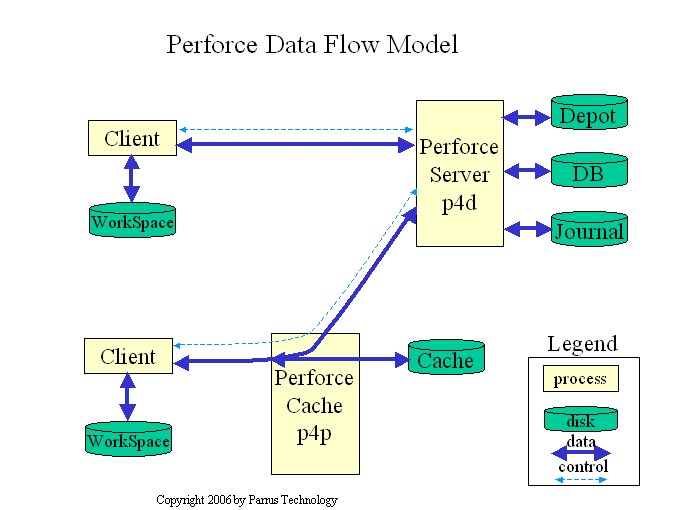 Perforce Data Flow Model
Client
WorkSpace
Perforce
Server
p4d
Depot
DB
Journal
Client
WorkSpace
Perforce
Cache
p4p
Cache
Legend
process
disk
data
control
Copyright 2006 by Parrus Technology